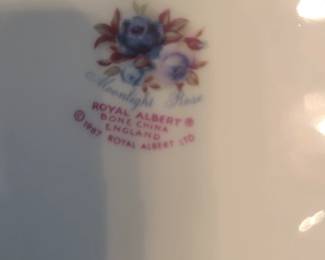 Moonlight Rose
ROYAL ALBERT®
BONE CHINA
ENGLAND
© 1987 ROYAL ALBERT LTD